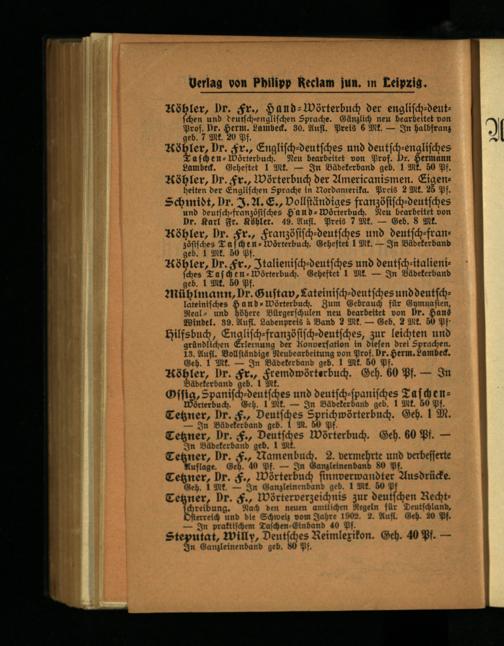 Verlag von Philipp Reclam jun. in Leipzig.
Köhler, Dr. Fr., Hand-Wörterbuch der englisch-deut-
schen und deutsch-englischen Sprache. Gänzlich neu bearbeitet von
Prof. Dr. Herm. Lambeck. 30. Aufl. Preis 6 Mk. — In Halbfranz
geb. 7 Mk. 20 Pf.
Köhler, Dr. Fr., Englisch-deutsches und deutsch-englisches
Taschen-Wörterbuch. Neu bearbeitet von Prof. Dr. Hermann
Lambeck. Geheftet 1 Mk. — In Bädekerband geb. 1 Mk. 50 Pf.
Köhler, Dr. Fr., Wörterbuch der Americanismen. Eigen-
heiten der Englischen Sprache in Nordamerika. Preis 2 Mk. 25 Pf.
Schmidt, Dr. J. A. E., Vollständiges französisch-deutsches
und deutsch-französisches Hand-Wörterbuch. Neu bearbeitet von
Dr. Karl Fr. Köhler. 49. Aufl. Preis 7 Mk. — Geb. 8 Mk.
Köhler, Dr. Fr., Französisch-deutsches und deutsch-fran-
zösisches Taschen-Wörterbuch. Geheftet 1 Mk. — In Bädekerband
geb. 1 Mk. 50 Pf.
Köhler, Dr. Fr., Italienisch-deutsches und deutsch-italieni-
sches Taschen-Wörterbuch. Geheftet 1 Mk. — In Bädekerband
geb. 1 Mk. 50 Pf.
Mühlmann, Dr. Gustav, Lateinisch-deutsches und deutsch-
lateinisches Hand-Wörterbuch. Zum Gebrauch für Gymnasien,
Real- und höhere Bürgerschulen neu bearbeitet von Dr. Hans
Windel. 39. Aufl. Ladenpreis à Band 2 Mk. — Geb. 2 Mk. 50 Pf.
Hilfsbuch, Englisch-französisch-deutsches, zur leichten und
gründlichen Erlernung der Konversation in diesen drei Sprachen.
13. Aufl. Vollständige Neubearbeitung von Prof. Dr. Herm. Lambeck.
Geh. 1 Mk. — In Bädekerband geb. 1 Mk. 50 Pf.
Köhler, Dr. Fr., Fremdwörterbuch. Geh. 60 Pf. — In
Bädekerband geb. 1 Mk.
Ossig, Spanisch-deutsches und deutsch-spanisches Taschen-
Wörterbuch. Geh. 1 Mk. — In Bädekerband geb. 1 Mk. 50 Pf.
Tetzner, Dr. F., Deutsches Sprichwörterbuch. Geh. 1 M.
— In Bädekerband geb. 1 M. 50 Pf.
Tetzner, Dr. F., Deutsches Wörterbuch. Geh. 60 Pf. —
In Bädekerband geb. 1 Mk.
Tetzner, Dr. F., Namenbuch. 2. vermehrte und verbesserte
Auflage. Geh. 40 Pf. — In Ganzleinenband 80 Pf.
Tetzner, Dr. F., Wörterbuch sinnverwandter Ausdrücke.
Geh. 1 Mk. — In Ganzleinenband geb. 1 Mk. 50 Pf
Tetzner, Dr. F., Wörterverzeichnis zur deutschen Recht-
schreibung. Nach den neuen amtlichen Regeln für Deutschland,
Österreich und die Schweiz vom Jahre 1902. 2. Aufl. Geh. 20 Pf.
— In praktischem Taschen-Einband 40 Pf.
Steputat, Willy, Deutsches Reimlexikon. Geh. 40 Pf. —
In Ganzleinenband geb. 80 Pf.